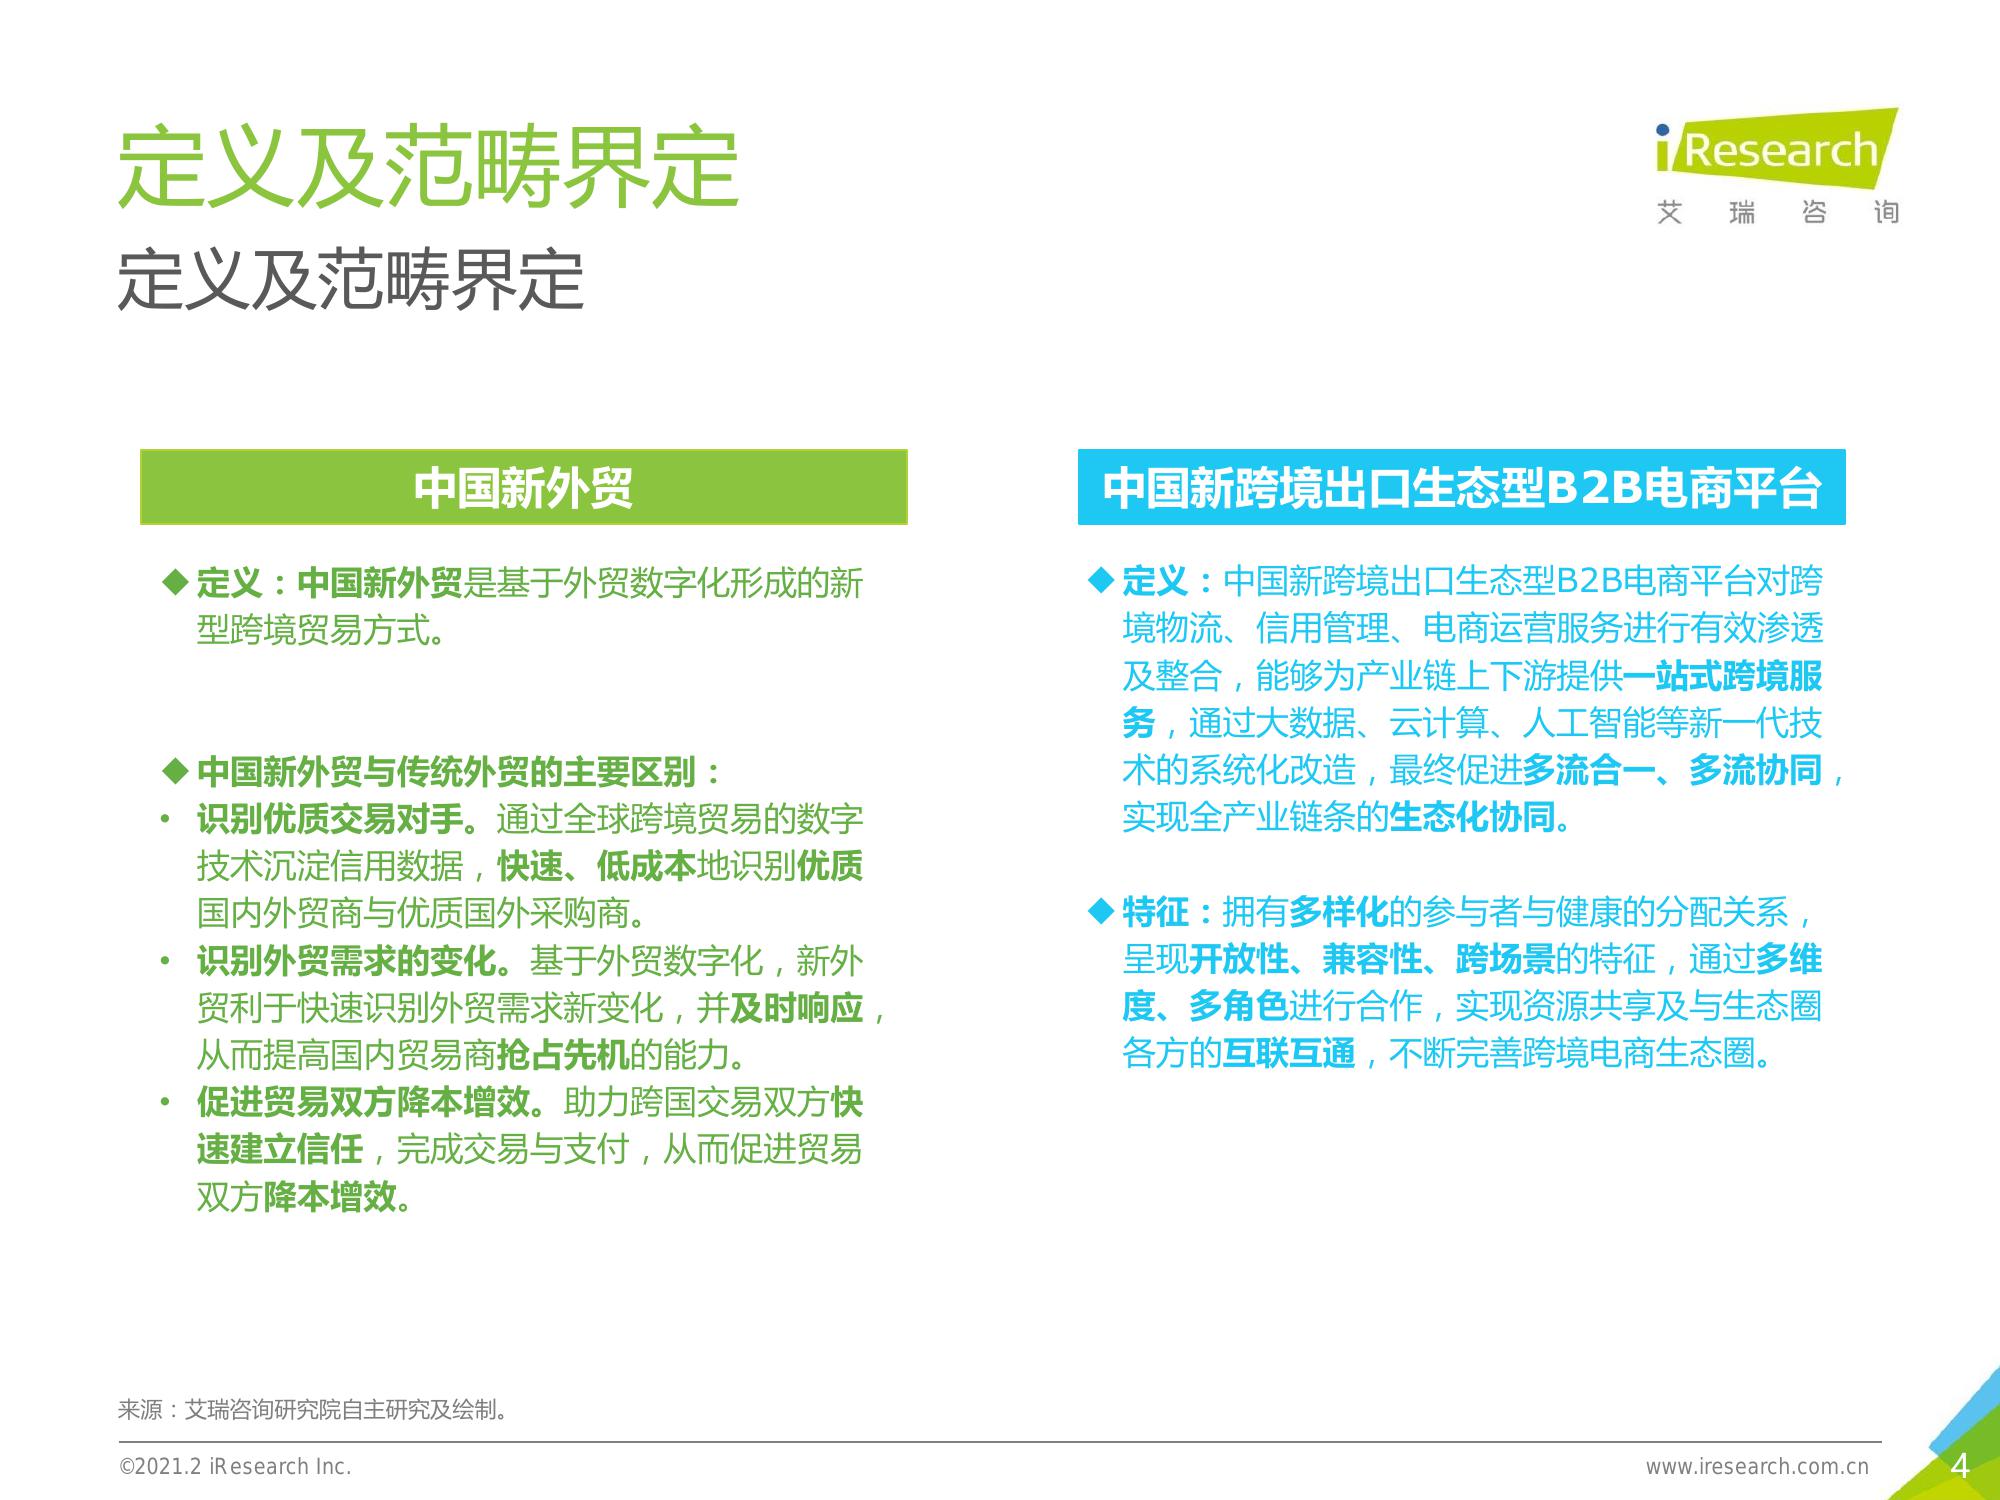 定义及范畴界定
iResearch
艾瑞咨询
定义及范畴界定
中国新外贸
◆定义：中国新外贸是基于外贸数字化形成的新
型跨境贸易方式。
◆中国新外贸与传统外贸的主要区别：
• 识别优质交易对手。通过全球跨境贸易的数字
技术沉淀信用数据，快速、低成本地识别优质
国内外贸商与优质国外采购商。
• 识别外贸需求的变化。基于外贸数字化，新外
贸利于快速识别外贸需求新变化，并及时响应，
从而提高国内贸易商抢占先机的能力。
• 促进贸易双方降本增效。助力跨国交易双方快
速建立信任，完成交易与支付，从而促进贸易
双方降本增效。
中国新跨境出口生态型B2B电商平台
◆定义：中国新跨境出口生态型B2B电商平台对跨
境物流、信用管理、电商运营服务进行有效渗透
及整合，能够为产业链上下游提供一站式跨境服
务，通过大数据、云计算、人工智能等新一代技
术的系统化改造，最终促进多流合一、多流协同，
实现全产业链条的生态化协同。
◆特征：拥有多样化的参与者与健康的分配关系，
呈现开放性、兼容性、跨场景的特征，通过多维
度、多角色进行合作，实现资源共享及与生态圈
各方的互联互通，不断完善跨境电商生态圈。
来源：艾瑞咨询研究院自主研究及绘制。
©2021.2 iResearch Inc.
www.iresearch.com.cn
4